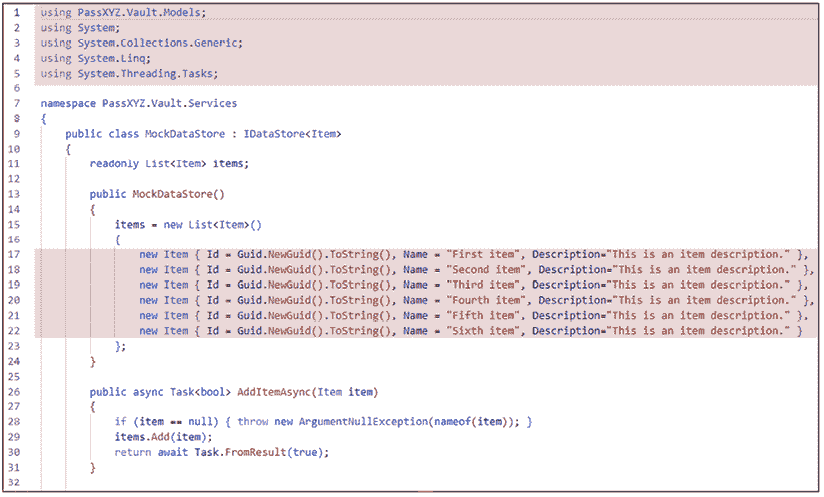 1 using PassXYZ.Vault.Models;
2 using System;
3 using System.Collections.Generic;
4 using System.Linq;
5 using System.Threading.Tasks;
6
7 namespace PassXYZ.Vault.Services
8 {
9 public class MockDataStore : IDataStore<Item>
10 {
11 readonly List<Item> items;
12
13 public MockDataStore()
14 {
15 items = new List<Item>()
16 {
17 new Item { Id = Guid.NewGuid().ToString(), Name = "First item", Description="This is an item description." },
18 new Item { Id = Guid.NewGuid().ToString(), Name = "Second item", Description="This is an item description." },
19 new Item { Id = Guid.NewGuid().ToString(), Name = "Third item", Description="This is an item description." },
20 new Item { Id = Guid.NewGuid().ToString(), Name = "Fourth item", Description="This is an item description." },
21 new Item { Id = Guid.NewGuid().ToString(), Name = "Fifth item", Description="This is an item description." },
22 new Item { Id = Guid.NewGuid().ToString(), Name = "Sixth item", Description="This is an item description." }
23 };
24 }
25
26 public async Task<bool> AddItemAsync(Item item)
27 {
28 if (item == null) { throw new ArgumentNullException(nameof(item)); }
29 items.Add(item);
30 return await Task.FromResult(true);
31 }
32